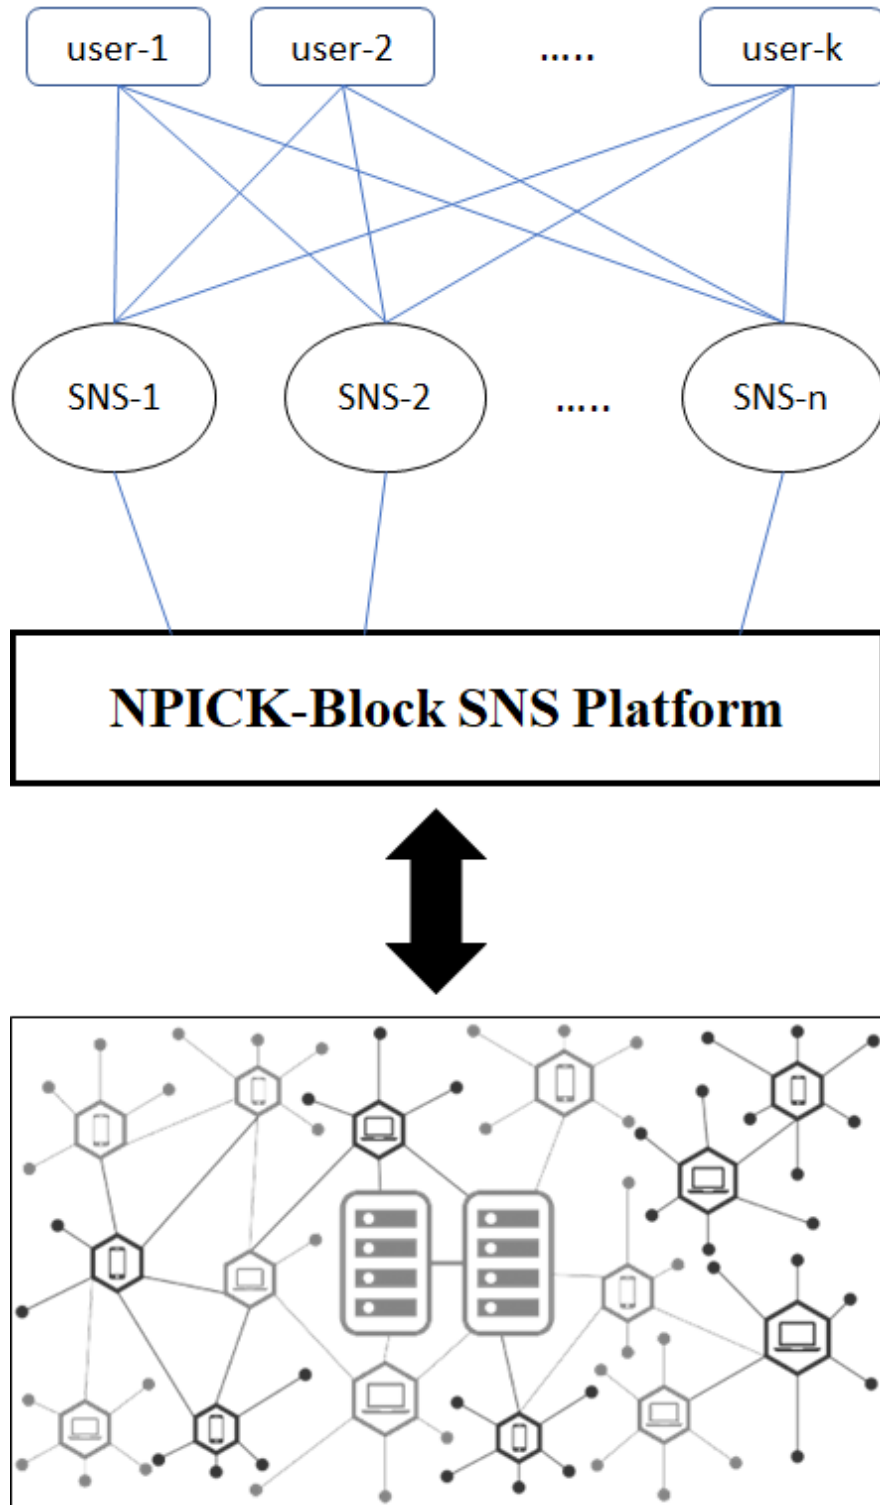 user-1 user-2 ..... user-k
SNS-1 SNS-2 ..... SNS-n
NPICK-Block SNS Platform